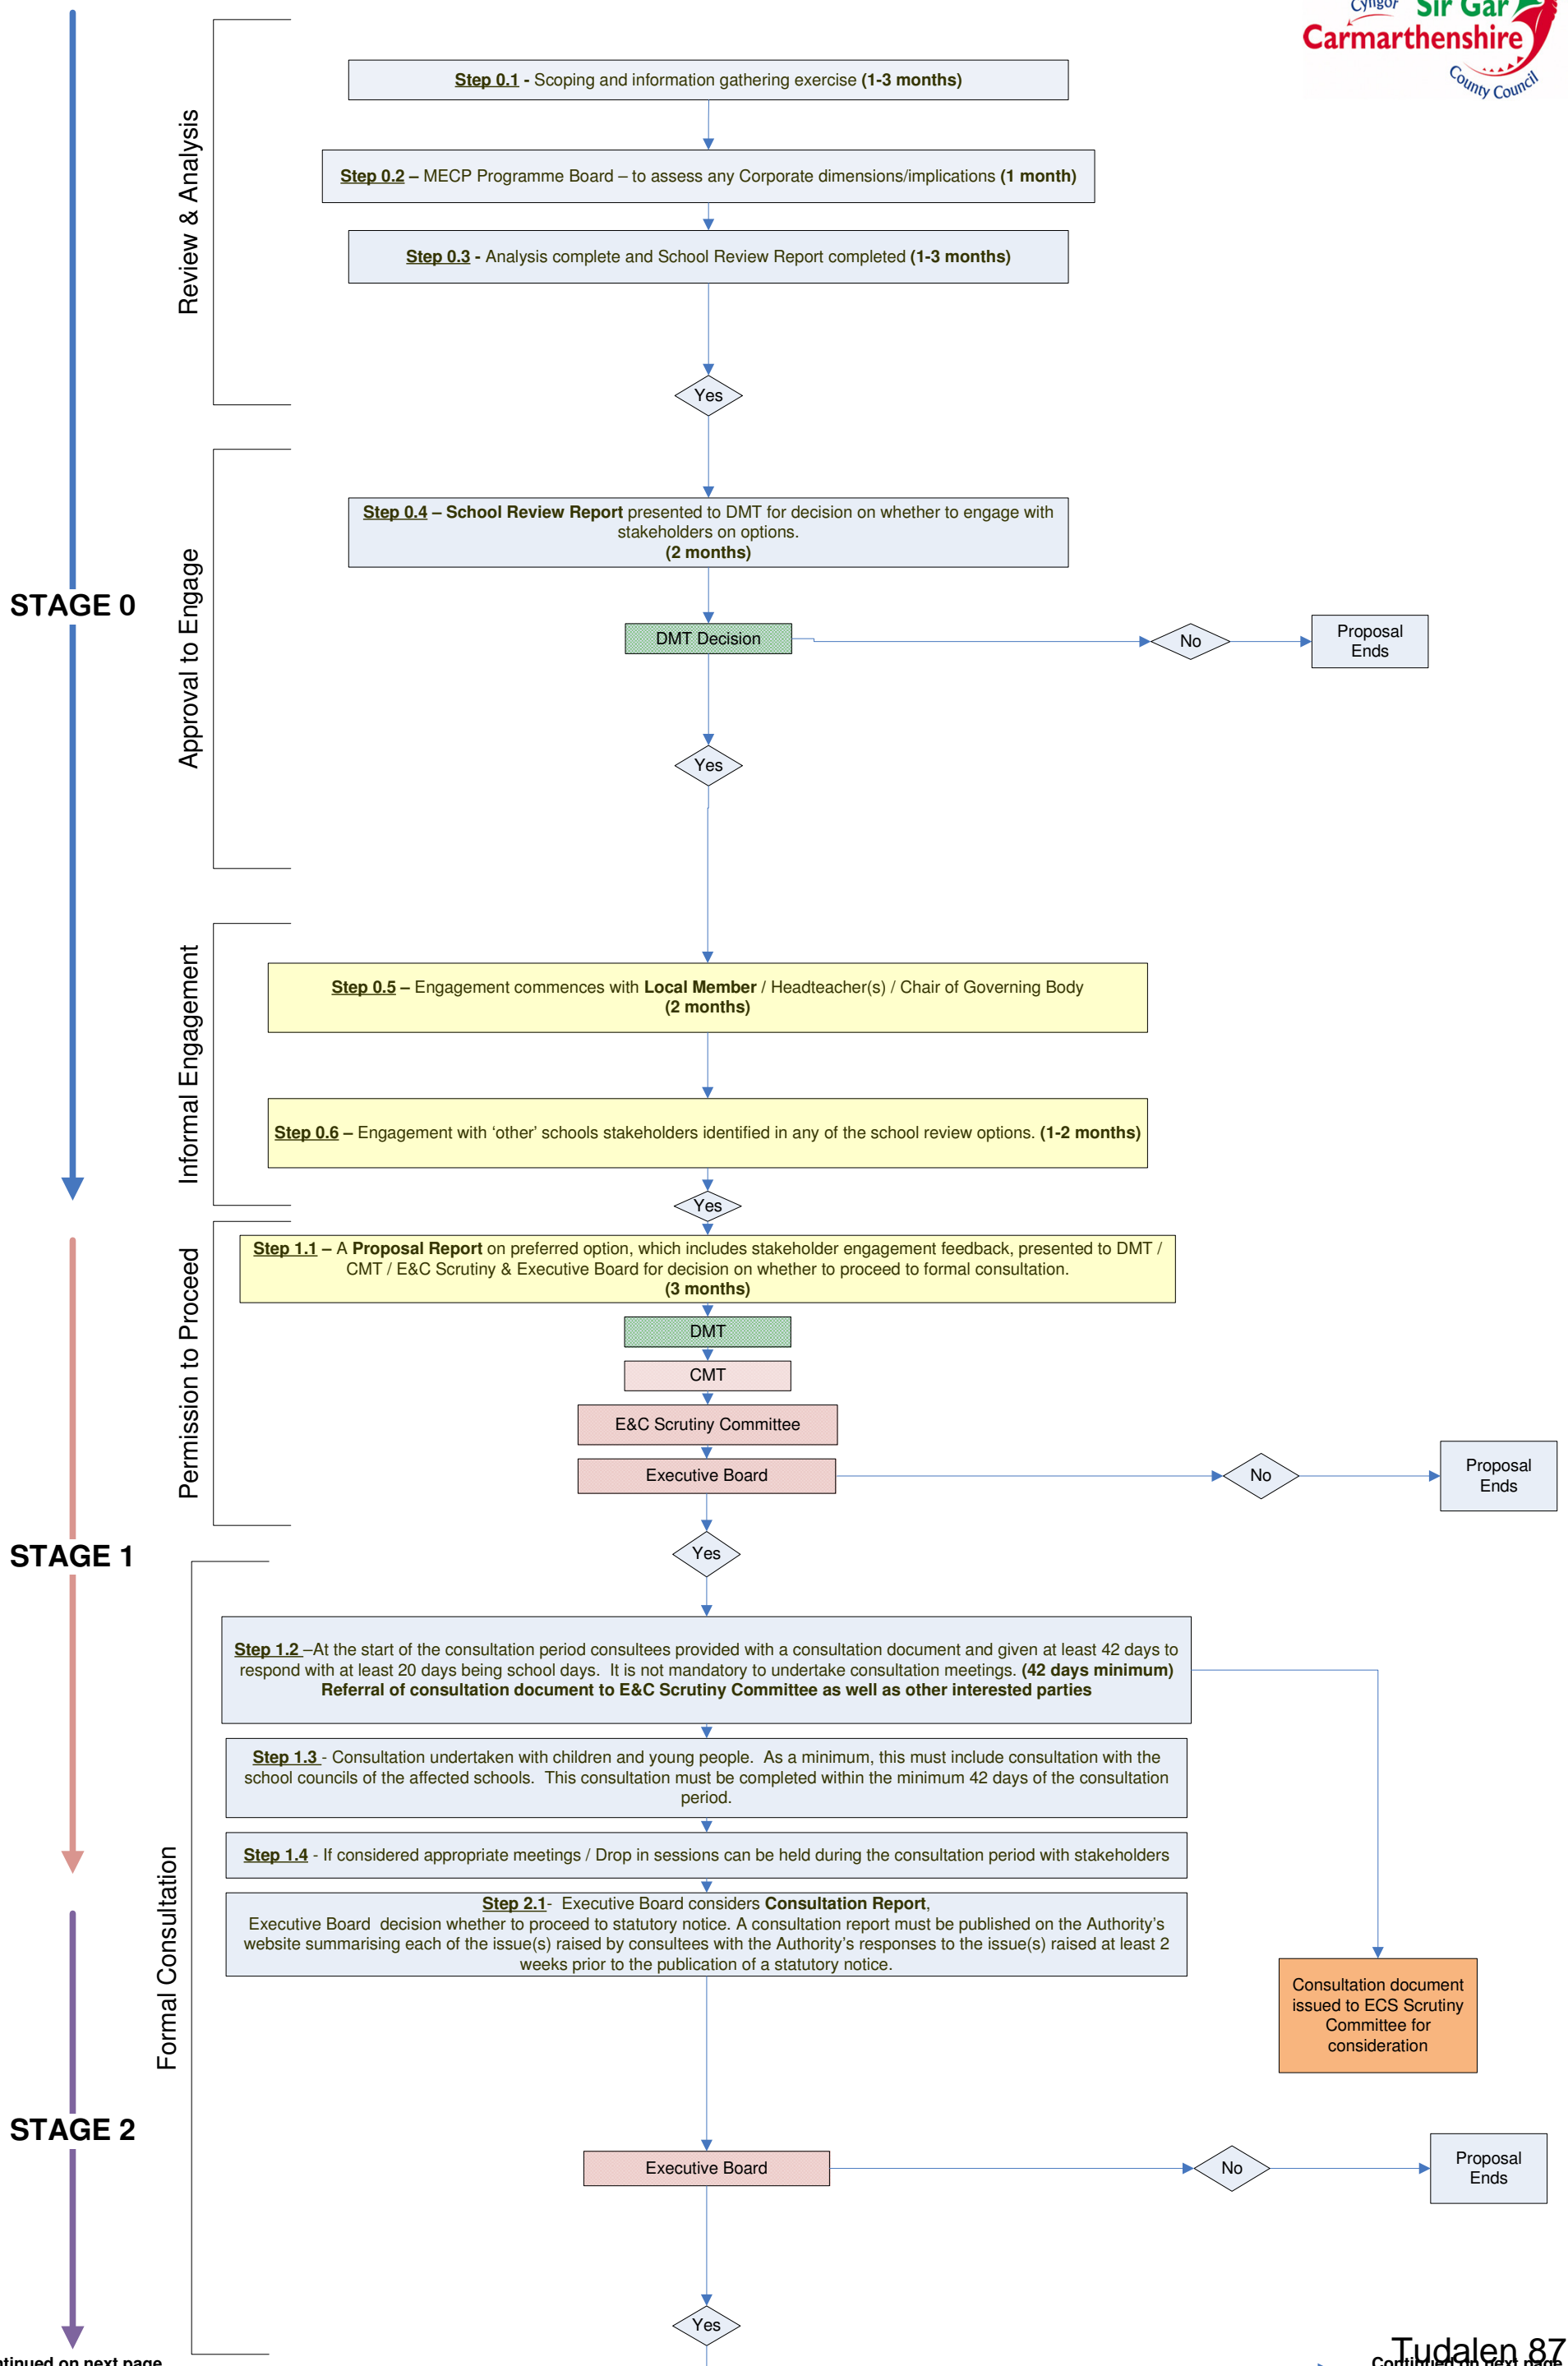 Cyngor Sir Gar
Carmarthenshire
County Council
Review & Analysis
Step 0.1 - Scoping and information gathering exercise (1-3 months)
Step 0.2 – MECP Programme Board – to assess any Corporate dimensions/implications (1 month)
Step 0.3 - Analysis complete and School Review Report completed (1-3 months)
Yes
STAGE 0
Approval to Engage
Step 0.4 – School Review Report presented to DMT for decision on whether to engage with
stakeholders on options.
(2 months)
DMT Decision
No
Proposal
Ends
Yes
Informal Engagement
Step 0.5 – Engagement commences with Local Member / Headteacher(s) / Chair of Governing Body
(2 months)
Step 0.6 – Engagement with ‘other’ schools stakeholders identified in any of the school review options. (1-2 months)
Yes
Permission to Proceed
Step 1.1 – A Proposal Report on preferred option, which includes stakeholder engagement feedback, presented to DMT /
CMT / E&C Scrutiny & Executive Board for decision on whether to proceed to formal consultation.
(3 months)
DMT
CMT
E&C Scrutiny Committee
Executive Board
No
Proposal
Ends
Yes
STAGE 1
Formal Consultation
Step 1.2 –At the start of the consultation period consultees provided with a consultation document and given at least 42 days to
respond with at least 20 days being school days. It is not mandatory to undertake consultation meetings. (42 days minimum)
Referral of consultation document to E&C Scrutiny Committee as well as other interested parties
Step 1.3 - Consultation undertaken with children and young people. As a minimum, this must include consultation with the
school councils of the affected schools. This consultation must be completed within the minimum 42 days of the consultation
period.
Step 1.4 - If considered appropriate meetings / Drop in sessions can be held during the consultation period with stakeholders
Step 2.1- Executive Board considers Consultation Report,
Executive Board decision whether to proceed to statutory notice. A consultation report must be published on the Authority’s
website summarising each of the issue(s) raised by consultees with the Authority’s responses to the issue(s) raised at least 2
weeks prior to the publication of a statutory notice.
Consultation document
issued to ECS Scrutiny
Committee for
consideration
STAGE 2
Executive Board
No
Proposal
Ends
Yes
Tudalen 87
on next page
Continued on next page